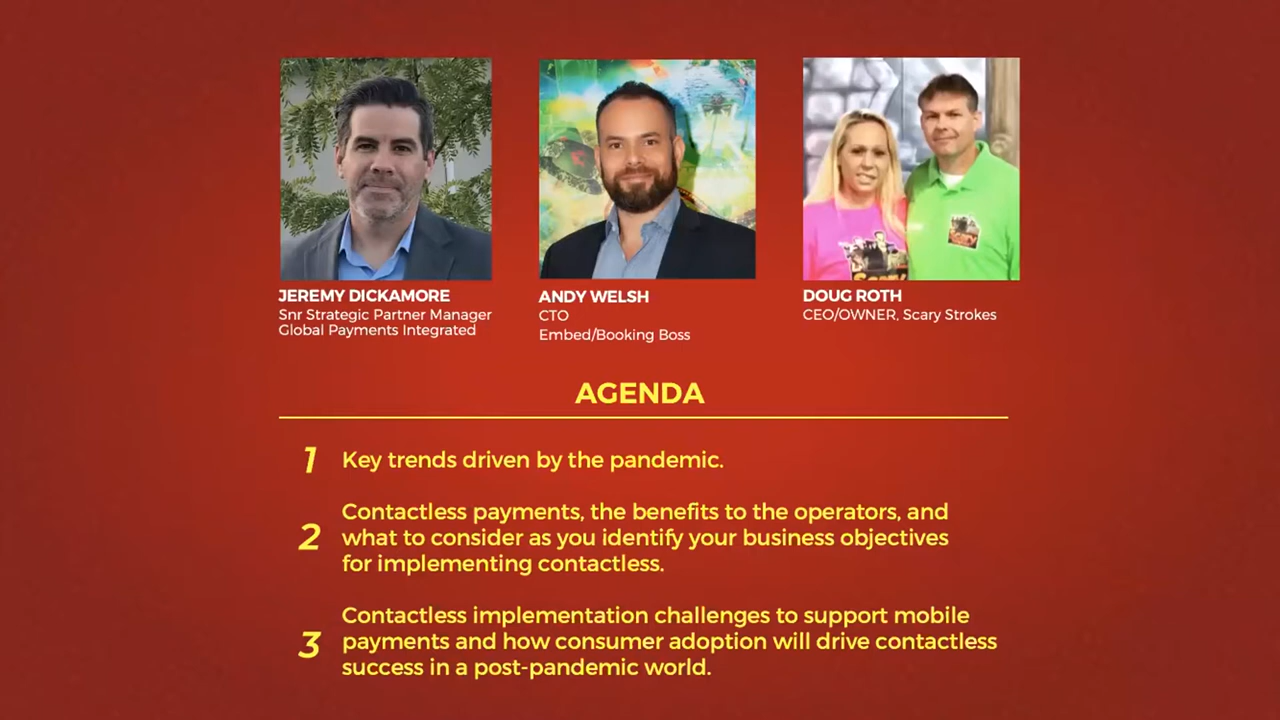 JEREMY DICKAMORE
Snr Strategic Partner Manager
Global Payments Integrated
ANDY WELSH
CTO
Embed/Booking Boss
DOUG ROTH
CEO/OWNER, Scary Strokes
AGENDA
1 Key trends driven by the pandemic.
2 Contactless payments, the benefits to the operators, and
what to consider as you identify your business objectives
for implementing contactless.
3 Contactless implementation challenges to support mobile
payments and how consumer adoption will drive contactless
success in a post-pandemic world.